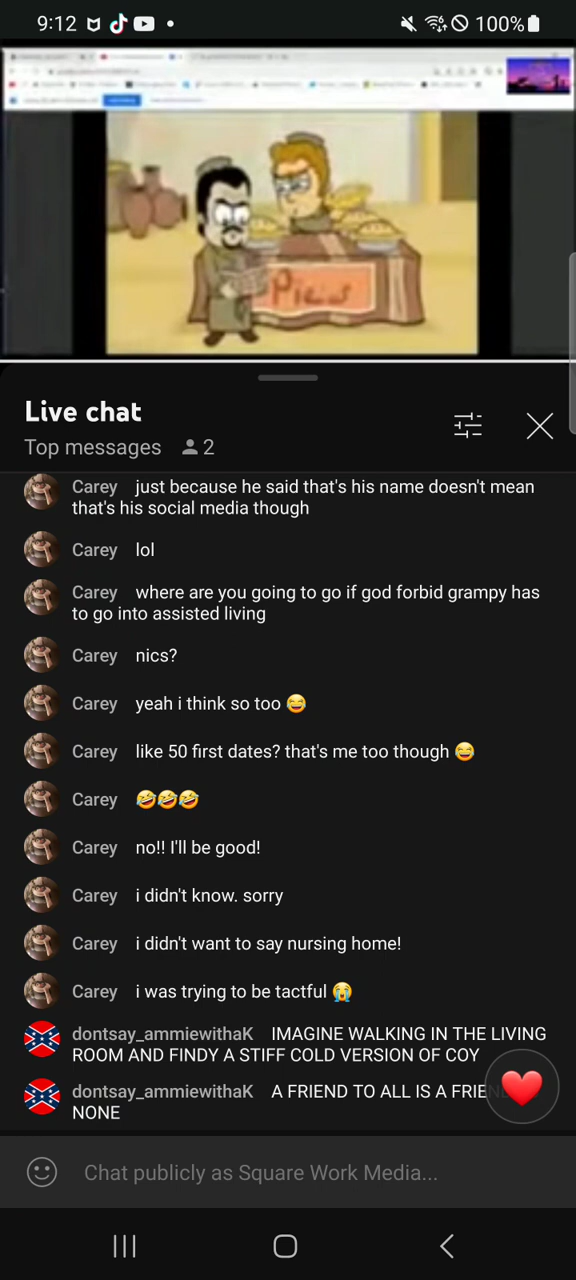 9:12
100%
Pies
Live chat
Top messages 2
Carey just because he said that's his name doesn't mean
that's his social media though
Carey lol
Carey where are you going to go if god forbid grampy has
to go into assisted living
Carey nics?
Carey yeah i think so too 😂
Carey like 50 first dates? that's me too though 😂
Carey 🤣🤣🤣
Carey no!! I'll be good!
Carey i didn't know. sorry
Carey i didn't want to say nursing home!
Carey i was trying to be tactful 😭
dontsay_ammiewithaK IMAGINE WALKING IN THE LIVING
ROOM AND FINDY A STIFF COLD VERSION OF COY
dontsay_ammiewithaK A FRIEND TO ALL IS A
NONE
Chat publicly as Square Work Media...